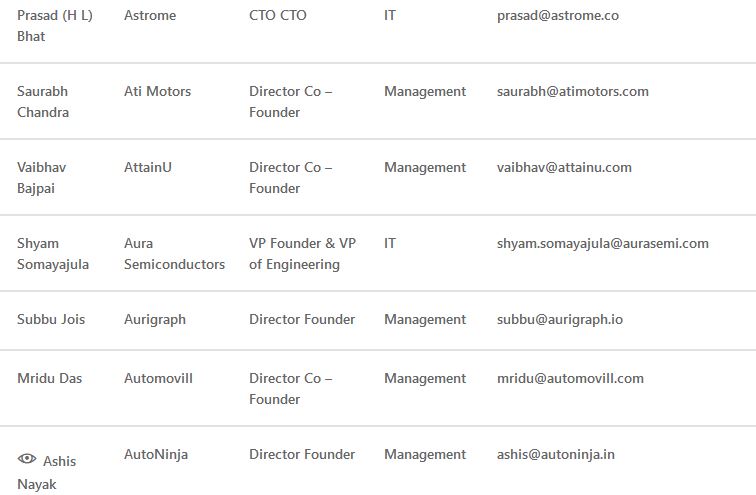 Prasad (H L) Astrome CTO CTO IT prasad@astrome.co
Bhat
Saurabh Ati Motors Director Co – Management saurabh@atimotors.com
Chandra Founder
Vaibhav AttainU Director Co – Management vaibhav@attainu.com
Bajpai Founder
Shyam Aura VP Founder & VP IT shyam.somayajula@aurasemi.com
Somayajula Semiconductors of Engineering
Subbu Jois Aurigraph Director Founder Management subbu@aurigraph.io
Mridu Das Automovill Director Co – Management mridu@automovill.com
Founder
Ashis AutoNinja Director Founder Management ashis@autoninja.in
Nayak